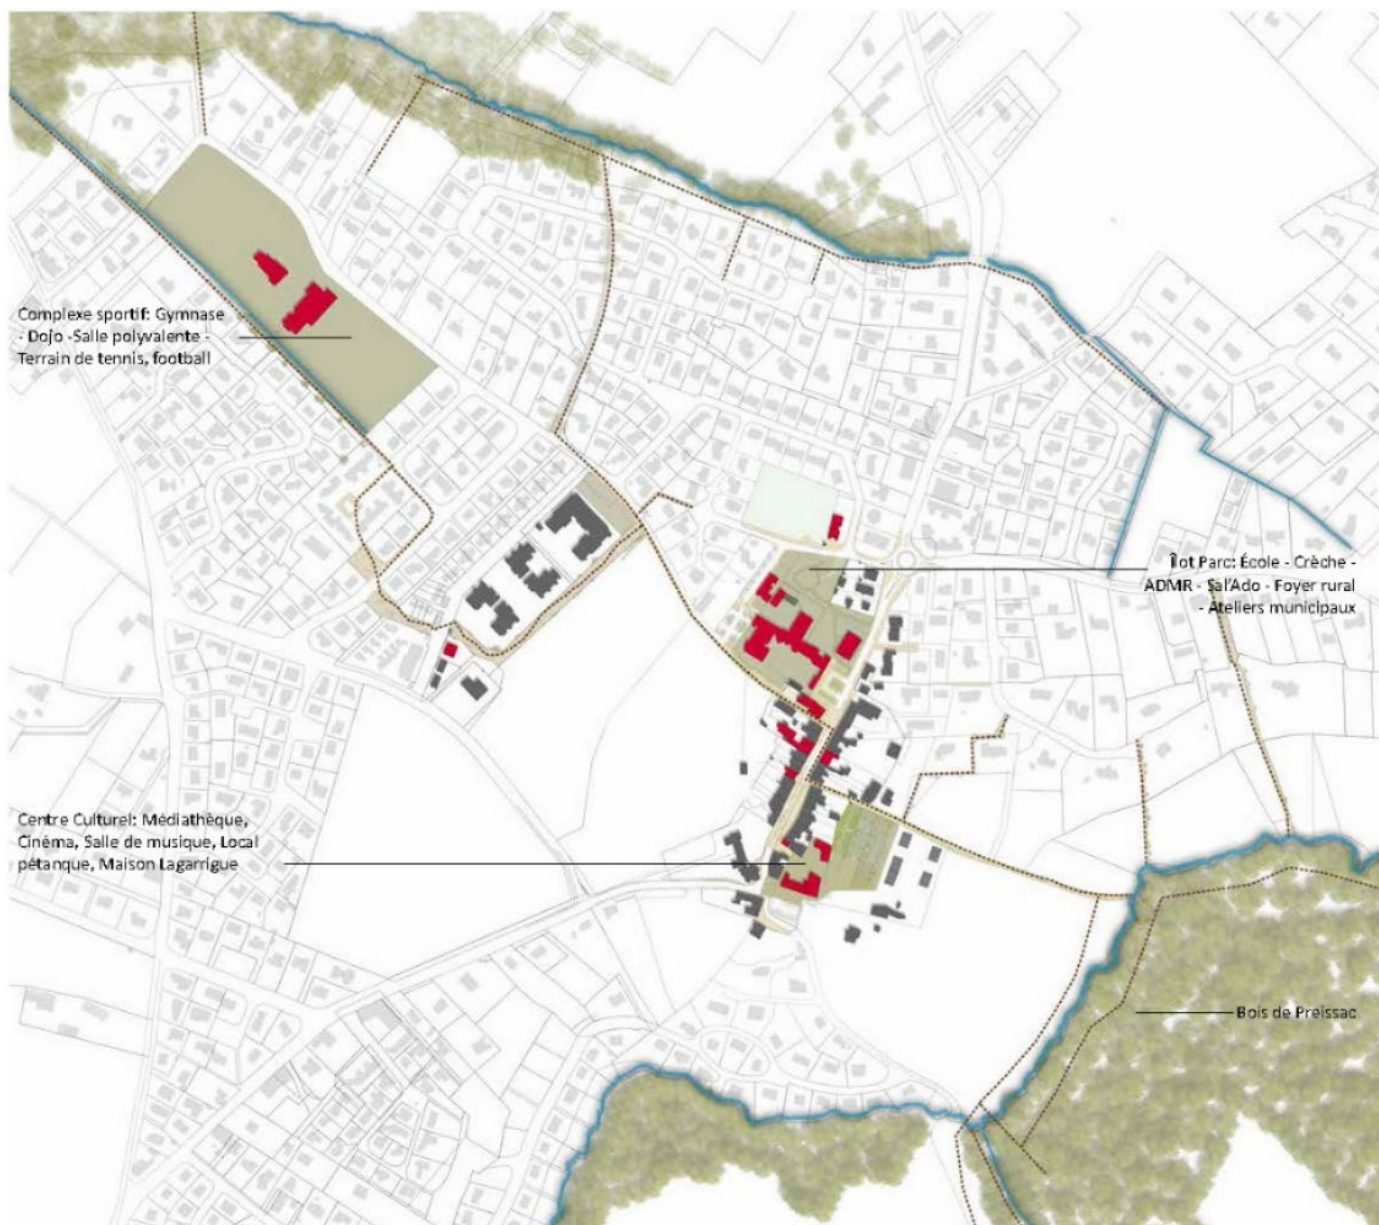 Complexe sportif: Gymnase
- Dojo -Salle polyvalente -
Terrain de tennis, football
Îlot Parc: École - Crèche -
ADMR - Sal'Ado - Foyer rural
- Ateliers municipaux
Centre Culturel: Médiathèque,
Cinéma, Salle de musique, Local
pétanque, Maison Lagarrigue
Bois de Preissac